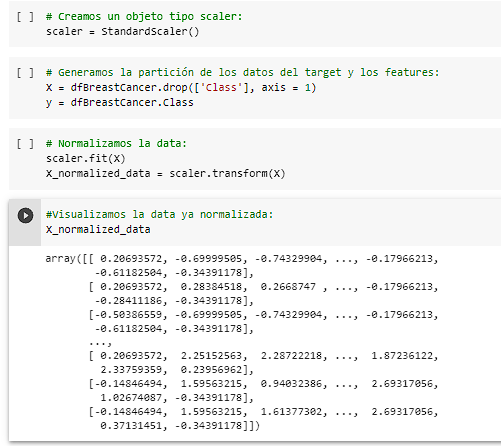 [ ] # Creamos un objeto tipo scaler:
scaler = StandardScaler()
[ ] # Generamos la partición de los datos del target y los features:
X = dfBreastCancer.drop(['Class'], axis = 1)
y = dfBreastCancer.Class
[ ] # Normalizamos la data:
scaler.fit(X)
X_normalized_data = scaler.transform(X)
#Visualizamos la data ya normalizada:
X_normalized_data
array([[ 0.20693572, -0.69999505, -0.74329904, ..., -0.17966213,
-0.61182504, -0.34391178],
[ 0.20693572, 0.28384518, 0.2668747 , ..., -0.17966213,
-0.28411186, -0.34391178],
[-0.50386559, -0.69999505, -0.74329904, ..., -0.17966213,
-0.61182504, -0.34391178],
...,
[ 0.20693572, 2.25152563, 2.28722218, ..., 1.87236122,
2.33759359, 0.23956962],
[-0.14846494, 1.59563215, 0.94032386, ..., 2.69317056,
1.02674087, -0.34391178],
[-0.14846494, 1.59563215, 1.61377302, ..., 2.69317056,
0.37131451, -0.34391178]])